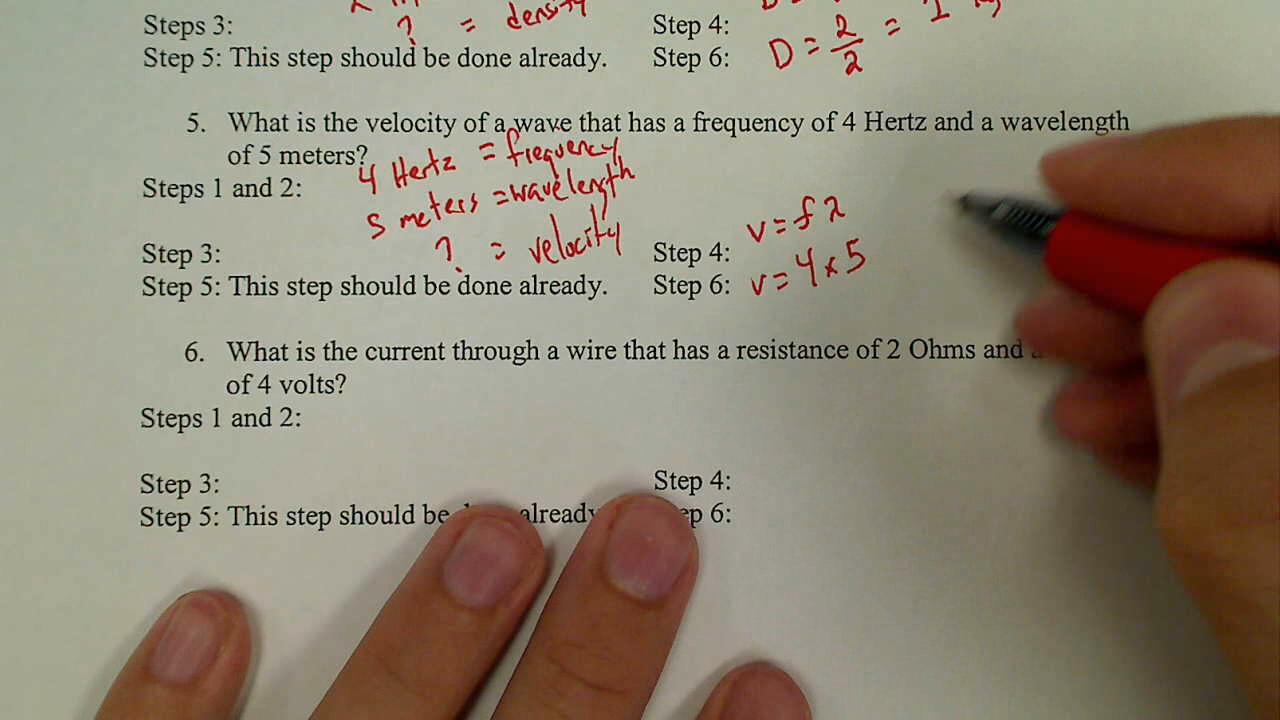 Steps 3: ? = density Step 4:
Step 5: This step should be done already. Step 6: D = 2/2 = 1
5. What is the velocity of a wave that has a frequency of 4 Hertz and a wavelength
of 5 meters?
4 Hertz = frequency
Steps 1 and 2:
5 meters = wavelength
Step 3: ? = velocity Step 4: v = f λ
Step 5: This step should be done already. Step 6: v = 4 x 5
6. What is the current through a wire that has a resistance of 2 Ohms and
of 4 volts?
Steps 1 and 2:
Step 3: Step 4:
Step 5: This step should be already Step 6: